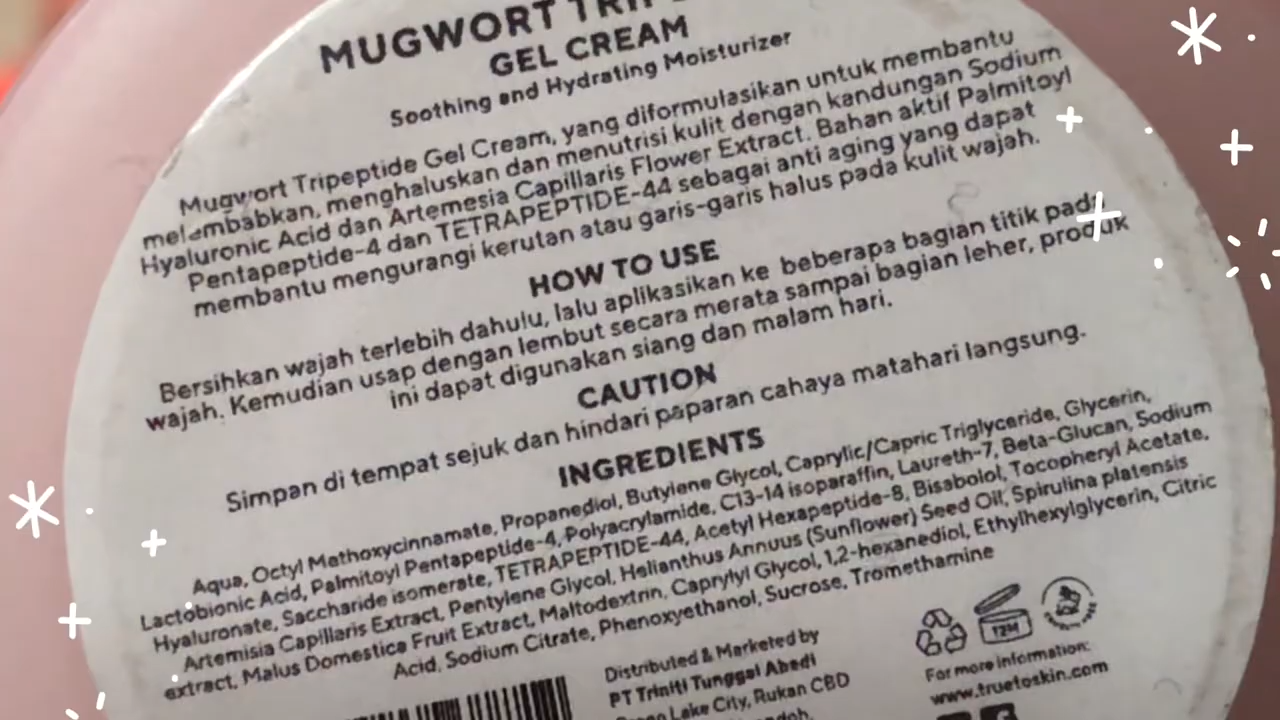 MUGWORT
GEL CREAM
Soothing and Hydrating Moisturizer
Mugwort Tripeptide Gel Cream, yang diformulasikan untuk membantu
melembabkan, menghaluskan dan menutrisi kulit dengan kandungan Sodium
Hyaluronic Acid dan Artemesia Capillaris Flower Extract. Bahan aktif Palmitoyl
Pentapeptide-4 dan TETRAPEPTIDE-44 sebagai anti aging yang dapat
membantu mengurangi kerutan atau garis-garis halus pada kulit wajah.
HOW TO USE
Bersihkan wajah terlebih dahulu, lalu aplikasikan ke beberapa bagian titik pada
wajah. Kemudian usap dengan lembut secara merata sampai bagian leher, produk
ini dapat digunakan siang dan malam hari.
CAUTION
Simpan di tempat sejuk dan hindari paparan cahaya matahari langsung.
INGREDIENTS
Aqua, Octyl Methoxycinnamate, Propanediol, Butylene Glycol, Caprylic/Capric Triglyceride, Glycerin,
Lactobionic Acid, Palmitoyl Pentapeptide-4, Polyacrylamide, C13-14 isoparaffin, Laureth-7, Beta-Glucan, Sodium
Hyaluronate, Saccharide isomerate, TETRAPEPTIDE-44, Acetyl Hexapeptide-8, Bisabolol, Tocopheryl Acetate,
Artemisia Capillaris Extract, Pentylene Glycol, Helianthus Annuus (Sunflower) Seed Oil, Spirulina platensis
extract, Malus Domestica Fruit Extract, Maltodextrin, Caprylyl Glycol, 1,2-hexanediol, Ethylhexylglycerin, Citric
Acid, Sodium Citrate, Phenoxyethanol, Sucrose, Tromethamine
12M
Distributed & Marketed by
PT Triniti Tunggal Abadi
Green Lake City, Rukan CBD
For more information:
www.truetoskin.com